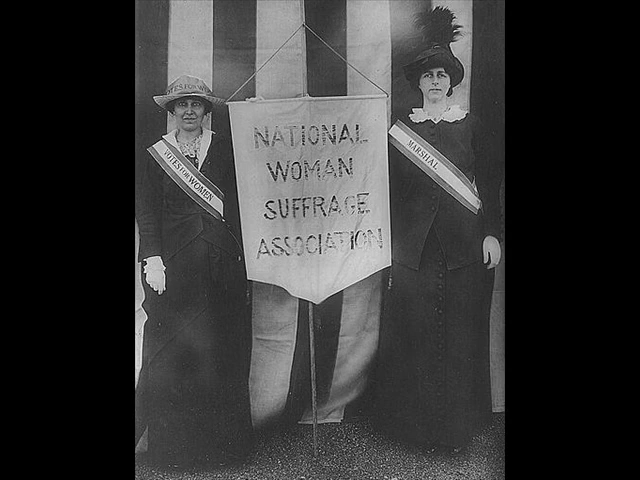 NATIONAL
WOMAN
SUFFRAGE
ASSOCIATION
VOTES FOR WOMEN
MARSHAL